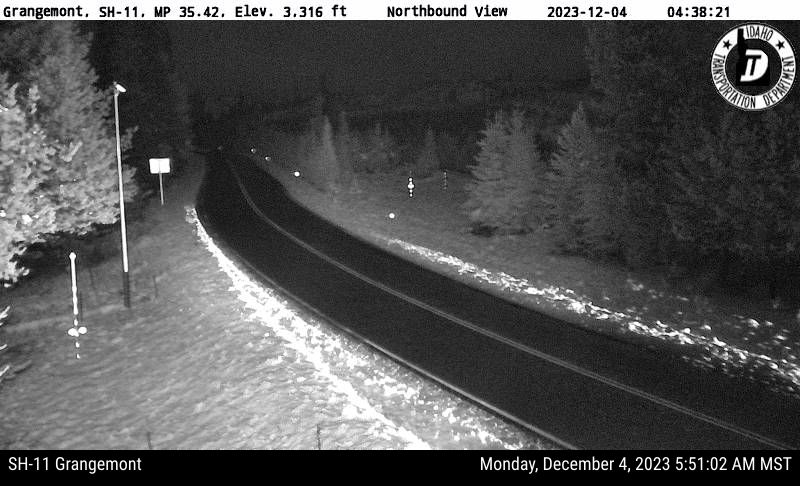 Grangemont, SH-11, MP 35.42, Elev. 3,316 ft Northbound View 2023-12-04 04:38:21
IDAHO
TRANSPORTATION DEPARTMENT
SH-11 Grangemont Monday, December 4, 2023 5:51:02 AM MST